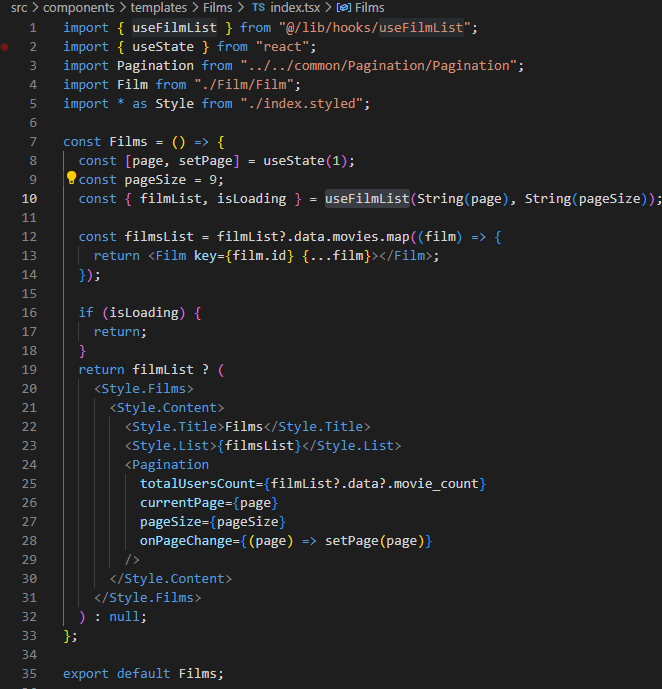 src > components > templates > Films > TS index.tsx > Films
1 import { useFilmList } from "@/lib/hooks/useFilmList";
2 import { useState } from "react";
3 import Pagination from "../../common/Pagination/Pagination";
4 import Film from "./Film/Film";
5 import * as Style from "./index.styled";
6
7 const Films = () => {
8   const [page, setPage] = useState(1);
9   const pageSize = 9;
10   const { filmList, isLoading } = useFilmList(String(page), String(pageSize));
11
12   const filmsList = filmList?.data.movies.map((film) => {
13     return <Film key={film.id} {...film}></Film>;
14   });
15
16   if (isLoading) {
17     return;
18   }
19   return filmList ? (
20     <Style.Films>
21       <Style.Content>
22         <Style.Title>Films</Style.Title>
23         <Style.List>{filmsList}</Style.List>
24         <Pagination
25           totalUsersCount={filmList?.data?.movie_count}
26           currentPage={page}
27           pageSize={pageSize}
28           onPageChange={(page) => setPage(page)}
29         />
30       </Style.Content>
31     </Style.Films>
32   ) : null;
33 };
34
35 export default Films;